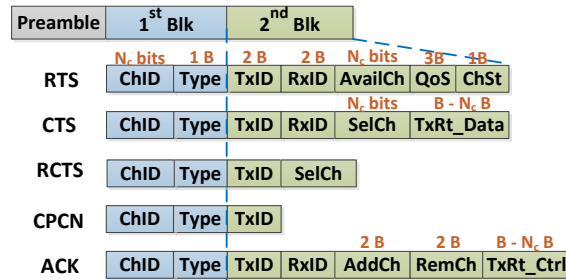 Preamble 1st Blk 2nd Blk
Nc bits 1 B 2 B 2 B Nc bits 3B 1B
RTS ChID Type TxID RxID AvailCh QoS ChSt
Nc bits B - Nc B
CTS ChID Type TxID RxID SelCh TxRt_Data
RCTS ChID Type TxID SelCh
CPCN ChID Type TxID
2 B 2 B B - Nc B
ACK ChID Type TxID RxID AddCh RemCh TxRt_Ctrl